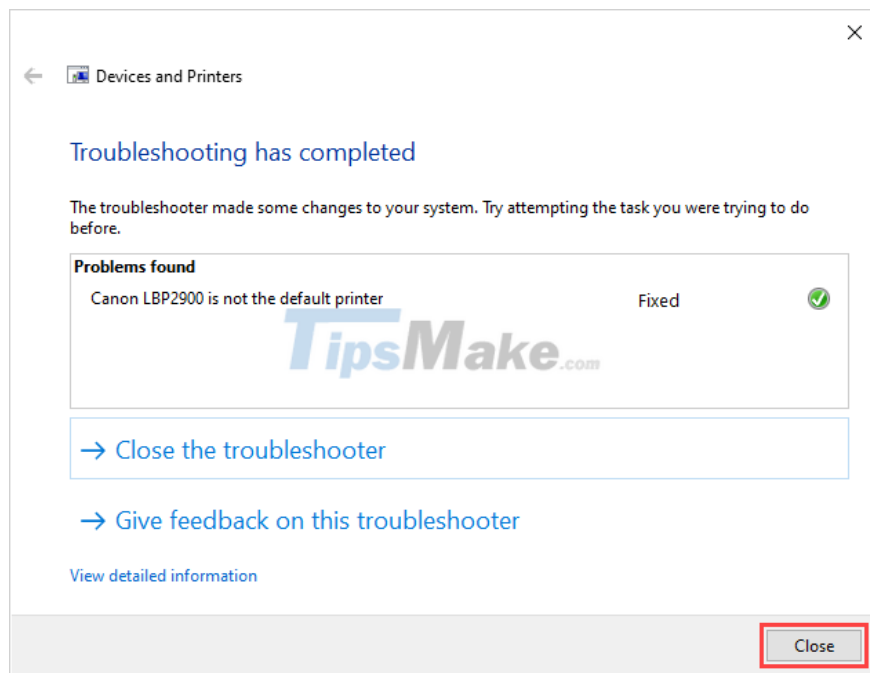 Devices and Printers
Troubleshooting has completed
The troubleshooter made some changes to your system. Try attempting the task you were trying to do
before.
Problems found
Canon LBP2900 is not the default printer Fixed
TipsMake.com
→ Close the troubleshooter
→ Give feedback on this troubleshooter
View detailed information
Close